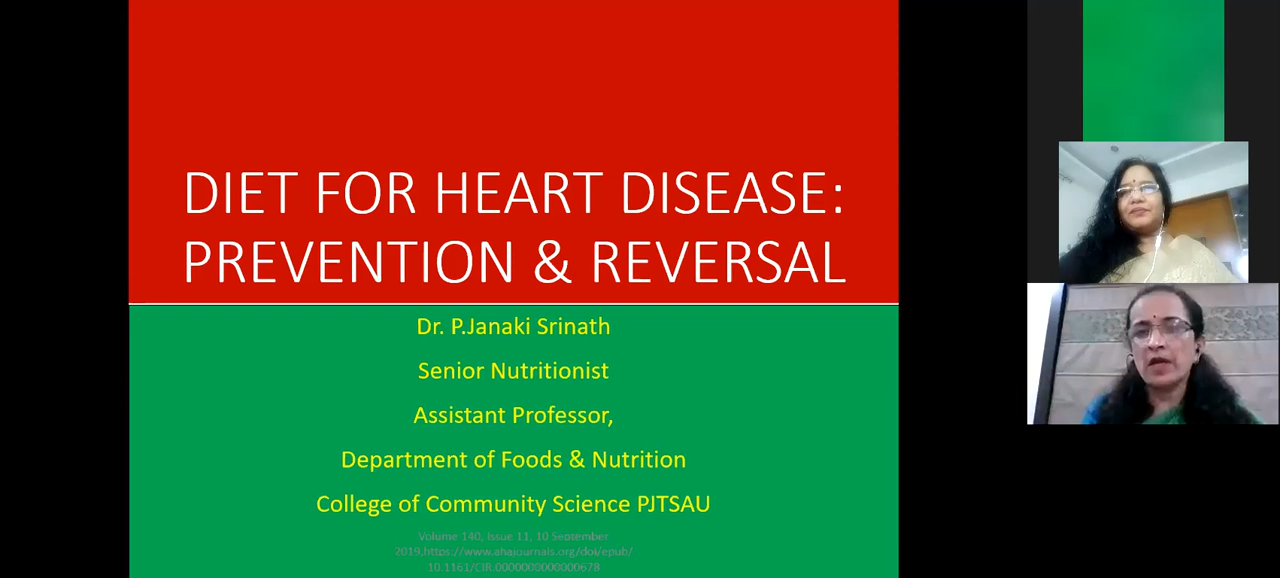 DIET FOR HEART DISEASE:
PREVENTION & REVERSAL
Dr. P.Janaki Srinath
Senior Nutritionist
Assistant Professor,
Department of Foods & Nutrition
College of Community Science PJTSAU
Volume 140, Issue 11, 10 September
2019,https://www.ahajournals.org/doi/epub/
10.1161/CIR.0000000000000678